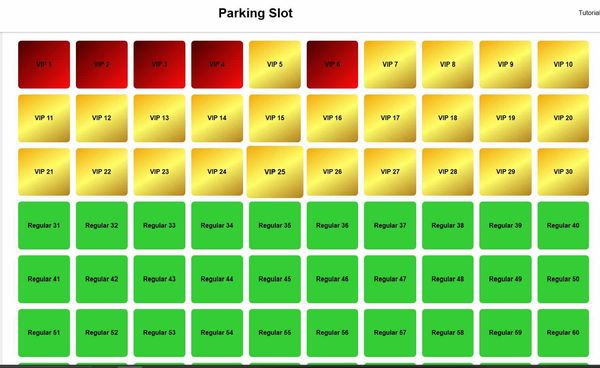 Parking Slot
Tutorial
VIP 1 VIP 2 VIP 3 VIP 4 VIP 5 VIP 6 VIP 7 VIP 8 VIP 9 VIP 10
VIP 11 VIP 12 VIP 13 VIP 14 VIP 15 VIP 16 VIP 17 VIP 18 VIP 19 VIP 20
VIP 21 VIP 22 VIP 23 VIP 24 VIP 25 VIP 26 VIP 27 VIP 28 VIP 29 VIP 30
Regular 31 Regular 32 Regular 33 Regular 34 Regular 35 Regular 36 Regular 37 Regular 38 Regular 39 Regular 40
Regular 41 Regular 42 Regular 43 Regular 44 Regular 45 Regular 46 Regular 47 Regular 48 Regular 49 Regular 50
Regular 51 Regular 52 Regular 53 Regular 54 Regular 55 Regular 56 Regular 57 Regular 58 Regular 59 Regular 60